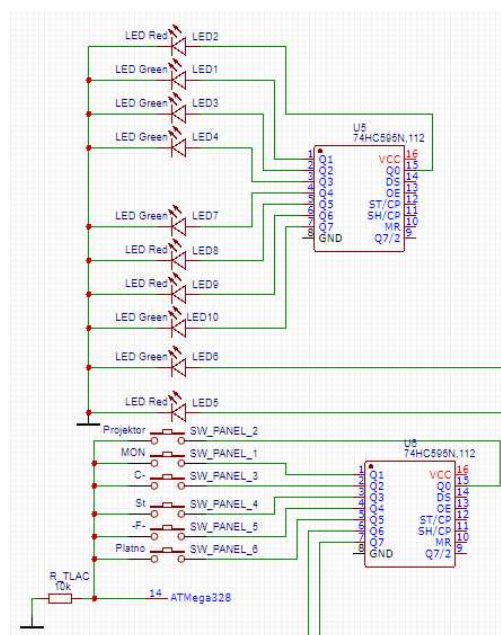 LED Red LED2
LED Green LED1
LED Green LED3
LED Green LED4
U5
74HC595N,112
1 Q1 VCC 16
2 Q2 Q0 15
3 Q3 DS 14
4 Q4 OE 13
5 Q5 ST/CP 12
6 Q6 SH/CP 11
7 Q7 MR 10
8 GND Q7/2 9
LED Green LED7
LED Red LED8
LED Red LED9
LED Green LED10
LED Green LED6
LED Red LED5
Projektor SW_PANEL_2
MON SW_PANEL_1
C- SW_PANEL_3
St SW_PANEL_4
-F- SW_PANEL_5
Platno SW_PANEL_6
U6
74HC595N,112
1 Q1 VCC 16
2 Q2 Q0 15
3 Q3 DS 14
4 Q4 OE 13
5 Q5 ST/CP 12
6 Q6 SH/CP 11
7 Q7 MR 10
8 GND Q7/2 9
R_TLAC
10k
14 ATMega328